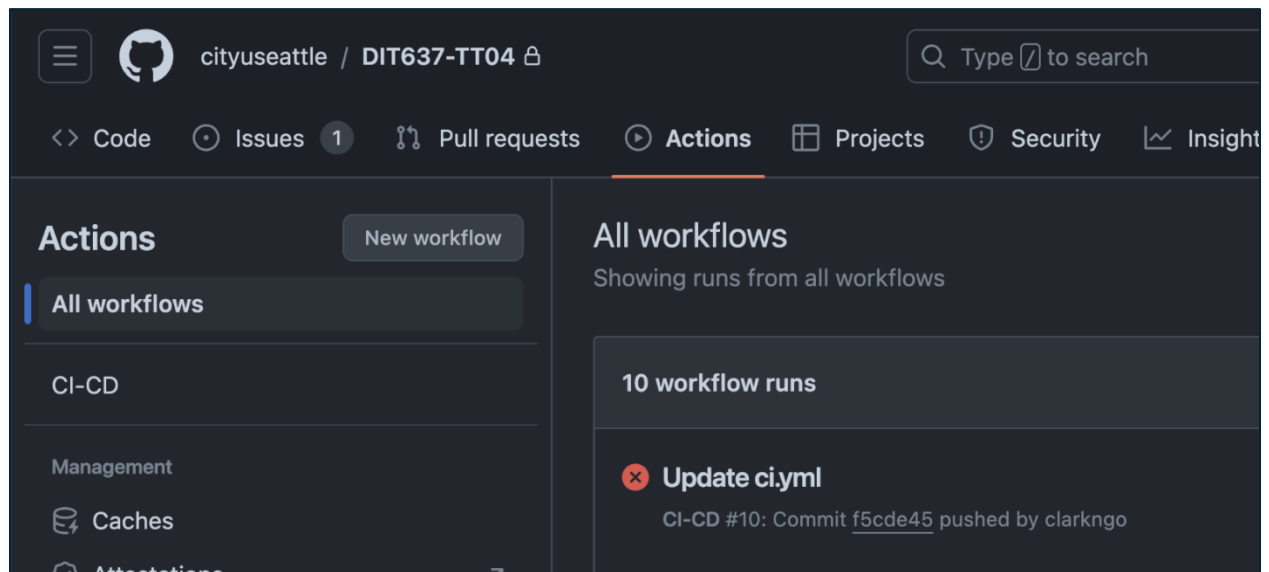 cityuseattle / DIT637-TT04
Type / to search
Code
Issues 1
Pull requests
Actions
Projects
Security
Insight
Actions
New workflow
All workflows
CI-CD
Management
Caches
Attestations
All workflows
Showing runs from all workflows
10 workflow runs
Update ci.yml
CI-CD #10: Commit f5cde45 pushed by clarkngo